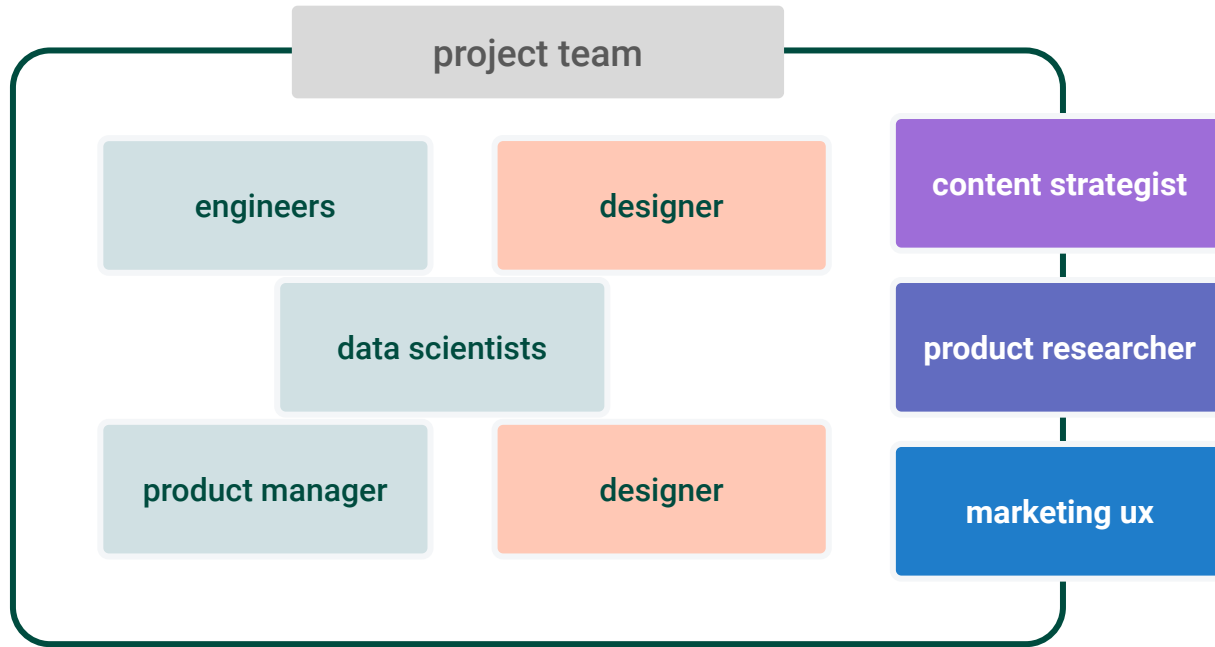 project team
engineers
designer
content strategist
data scientists
product researcher
product manager
designer
marketing ux